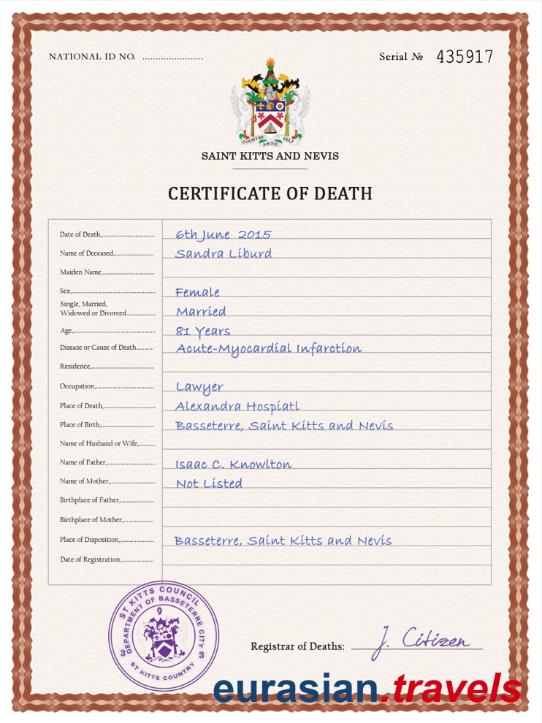 NATIONAL ID NO. ........................ Serial № 435917
COUNTRY ABOVE SELF
SAINT KITTS AND NEVIS
CERTIFICATE OF DEATH
Date of Death, 6th June 2015
Name of Deceased, Sandra Liburd
Maiden Name
Sex, Female
Single, Married,
Widowed or Divorced Married
Age, 81 Years
Disease or Cause of Death Acute-Myocardial Infarction
Residence,
Occupation, Lawyer
Place of Death, Alexandra Hospiatl
Place of Birth, Basseterre, Saint Kitts and Nevis
Name of Husband or Wife,
Name of Father, Isaac C. Knowlton
Name of Mother, Not Listed
Birthplace of Father,
Birthplace of Mother,
Place of Disposition, Basseterre, Saint Kitts and Nevis
Date of Registration,
ST KITTS COUNCIL
DEPARTMENT OF BASSETERRE CITY
3 3
ST KITTS COUNTRY
Registrar of Deaths: J. Citizen
eurasian.travels